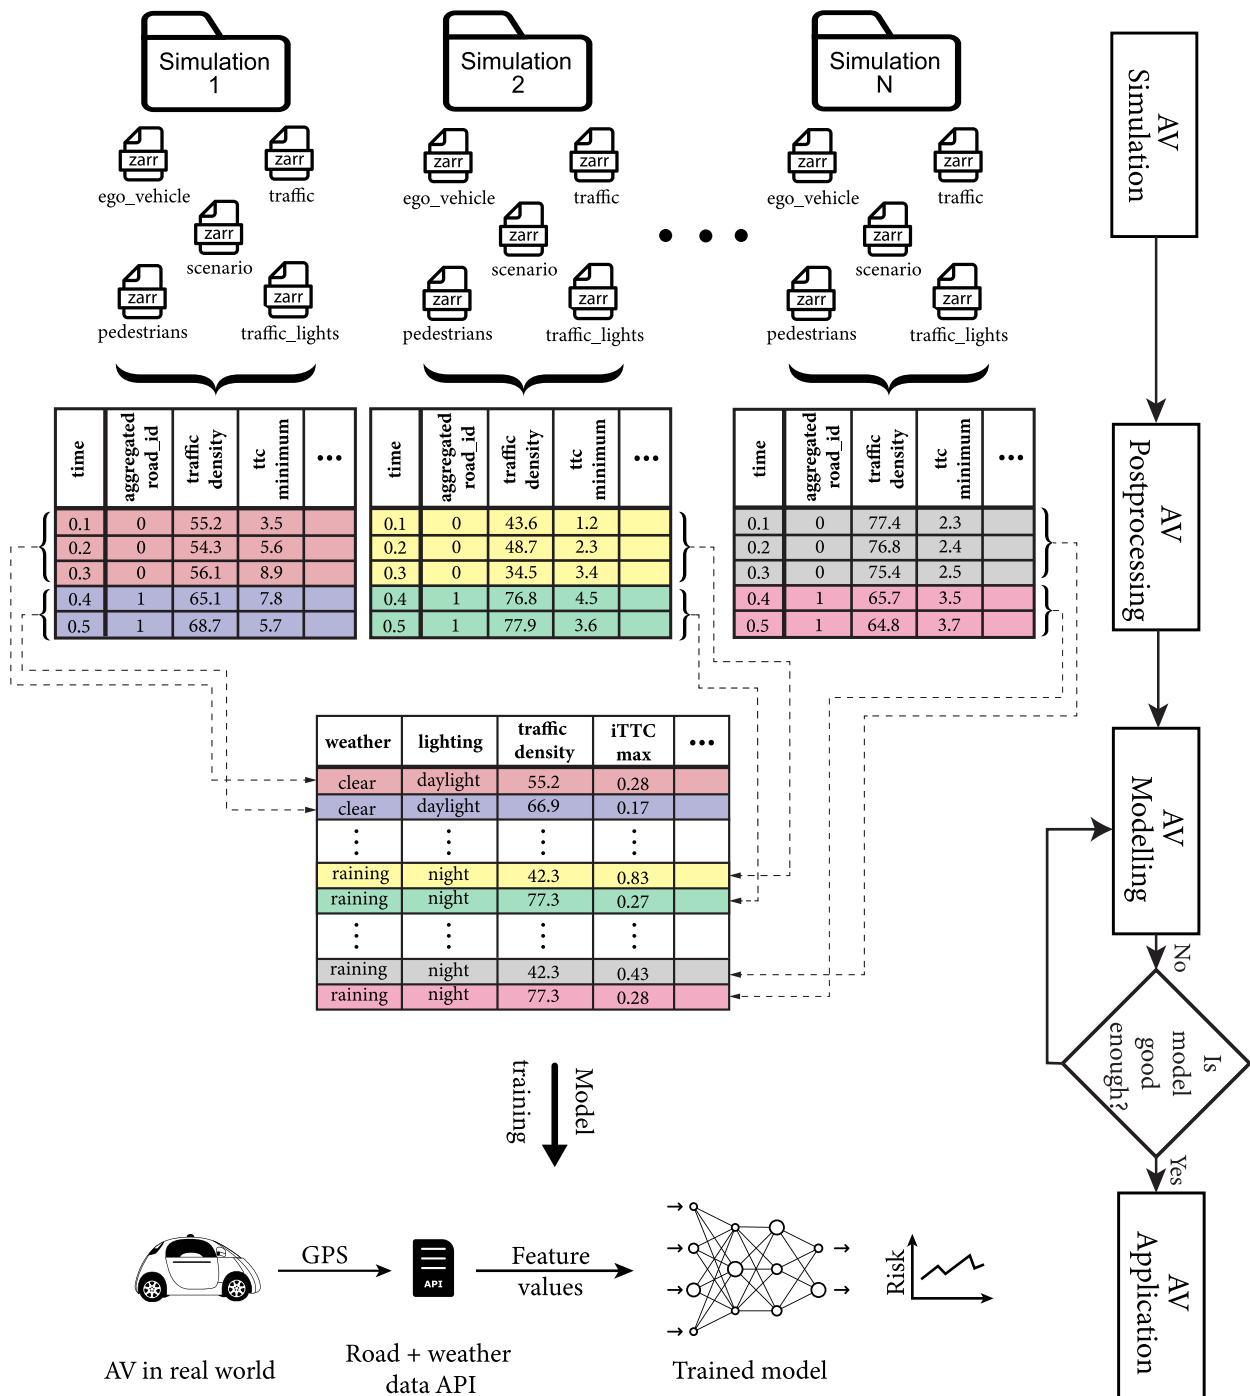 Simulation
1
Simulation
2
Simulation
N
zarr
ego_vehicle
zarr
traffic
zarr
scenario
zarr
pedestrians
zarr
traffic_lights
zarr
ego_vehicle
zarr
traffic
zarr
scenario
zarr
pedestrians
zarr
traffic_lights
zarr
ego_vehicle
zarr
traffic
zarr
scenario
zarr
pedestrians
zarr
traffic_lights
time aggregated road_id traffic density ttc minimum ...
0.1 0 55.2 3.5
0.2 0 54.3 5.6
0.3 0 56.1 8.9
0.4 1 65.1 7.8
0.5 1 68.7 5.7
time aggregated road_id traffic density ttc minimum ...
0.1 0 43.6 1.2
0.2 0 48.7 2.3
0.3 0 34.5 3.4
0.4 1 76.8 4.5
0.5 1 77.9 3.6
time aggregated road_id traffic density ttc minimum ...
0.1 0 77.4 2.3
0.2 0 76.8 2.4
0.3 0 75.4 2.5
0.4 1 65.7 3.5
0.5 1 64.8 3.7
weather lighting traffic density iTTC max ...
clear daylight 55.2 0.28
clear daylight 66.9 0.17
raining night 42.3 0.83
raining night 77.3 0.27
raining night 42.3 0.43
raining night 77.3 0.28
Model
training
AV in real world
GPS
API
Road + weather
data API
Feature
values
Trained model
Risk
AV
Simulation
AV
Postprocessing
AV
Modelling
No
Is
model
good
enough?
Yes
AV
Application